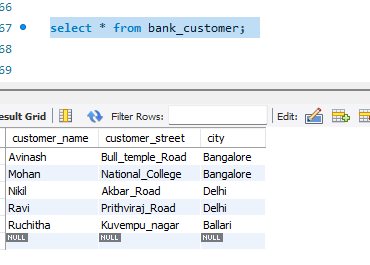 66
67 select * from bank_customer;
68
69
Result Grid Filter Rows: Edit:
customer_name customer_street city
Avinash Bull_temple_Road Bangalore
Mohan National_College Bangalore
Nikil Akbar_Road Delhi
Ravi Prithviraj_Road Delhi
Ruchitha Kuvempu_nagar Ballari
NULL NULL NULL